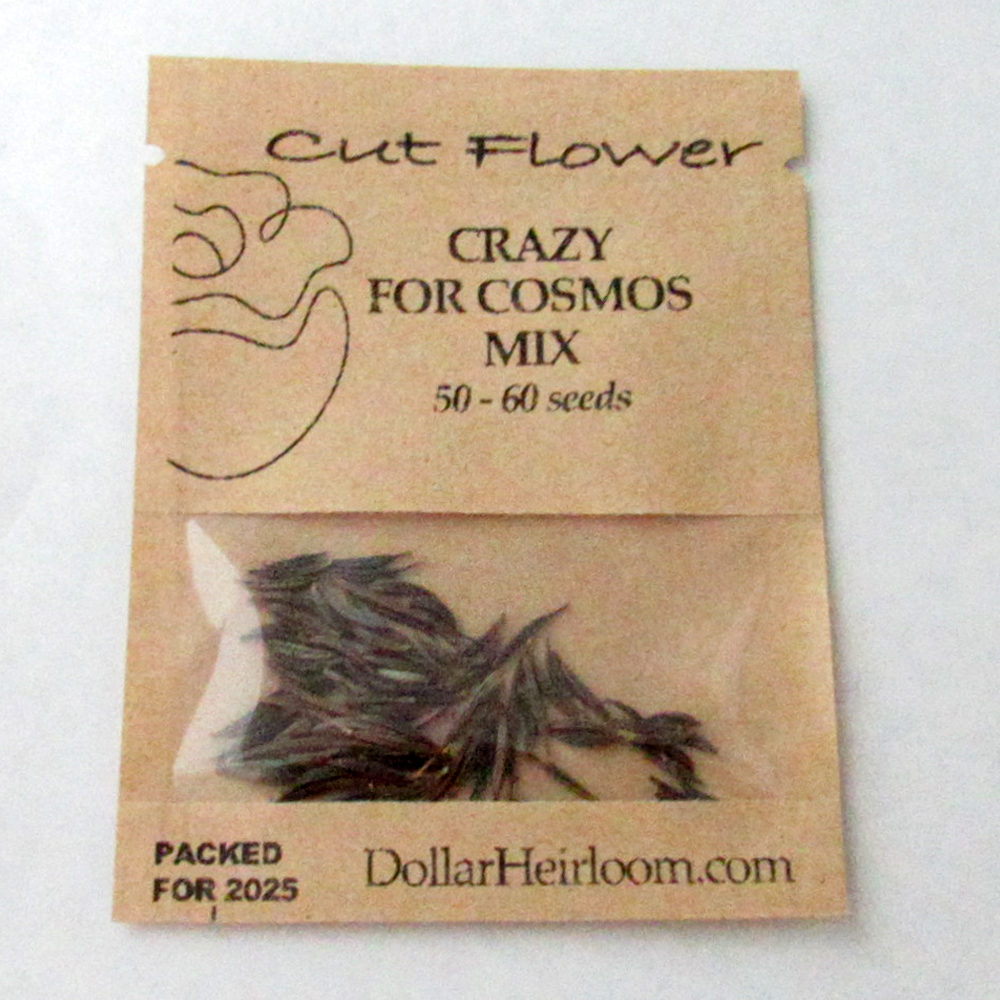 Cut Flower
CRAZY
FOR COSMOS
MIX
50 - 60 seeds
PACKED
FOR 2025
DollarHeirloom.com